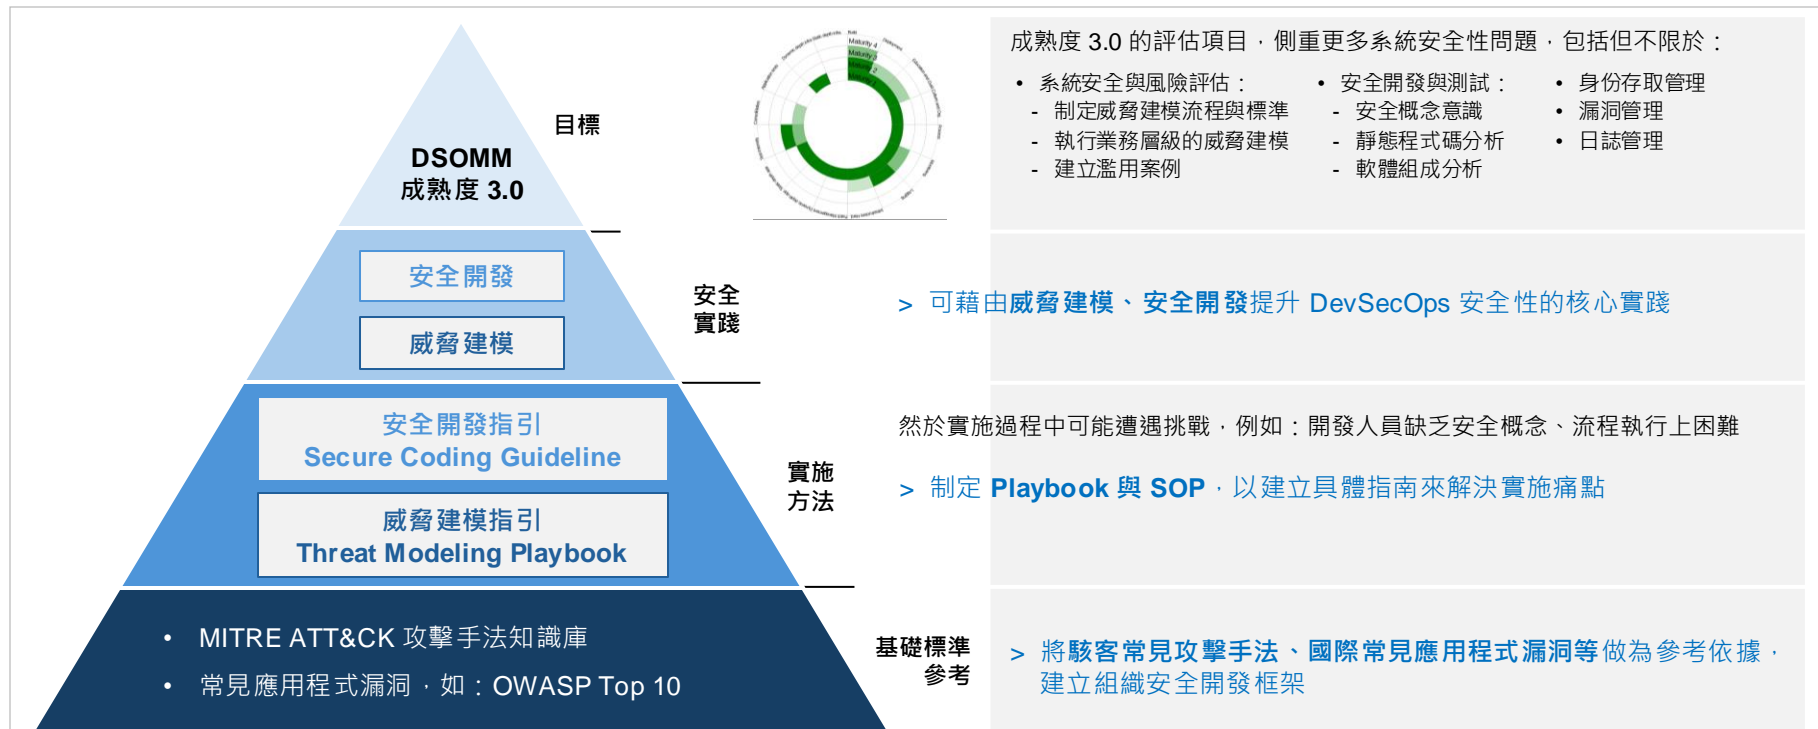 DSOMM
成熟度 3.0
目標
Maturity 4
Maturity 3
Maturity 2
Build
Deployment
成熟度 3.0 的評估項目，側重更多系統安全性問題，包括但不限於：
• 系統安全與風險評估：
- 制定威脅建模流程與標準
- 執行業務層級的威脅建模
- 建立濫用案例
• 安全開發與測試：
- 安全概念意識
- 靜態程式碼分析
- 軟體組成分析
• 身份存取管理
• 漏洞管理
• 日誌管理
安全開發
威脅建模
安全
實踐
> 可藉由威脅建模、安全開發提升 DevSecOps 安全性的核心實踐
安全開發指引
Secure Coding Guideline
威脅建模指引
Threat Modeling Playbook
實施
方法
然於實施過程中可能遭遇挑戰，例如：開發人員缺乏安全概念、流程執行上困難
> 制定 Playbook 與 SOP，以建立具體指南來解決實施痛點
• MITRE ATT&CK 攻擊手法知識庫
• 常見應用程式漏洞，如：OWASP Top 10
基礎標準
參考
> 將駭客常見攻擊手法、國際常見應用程式漏洞等做為參考依據，
建立組織安全開發框架